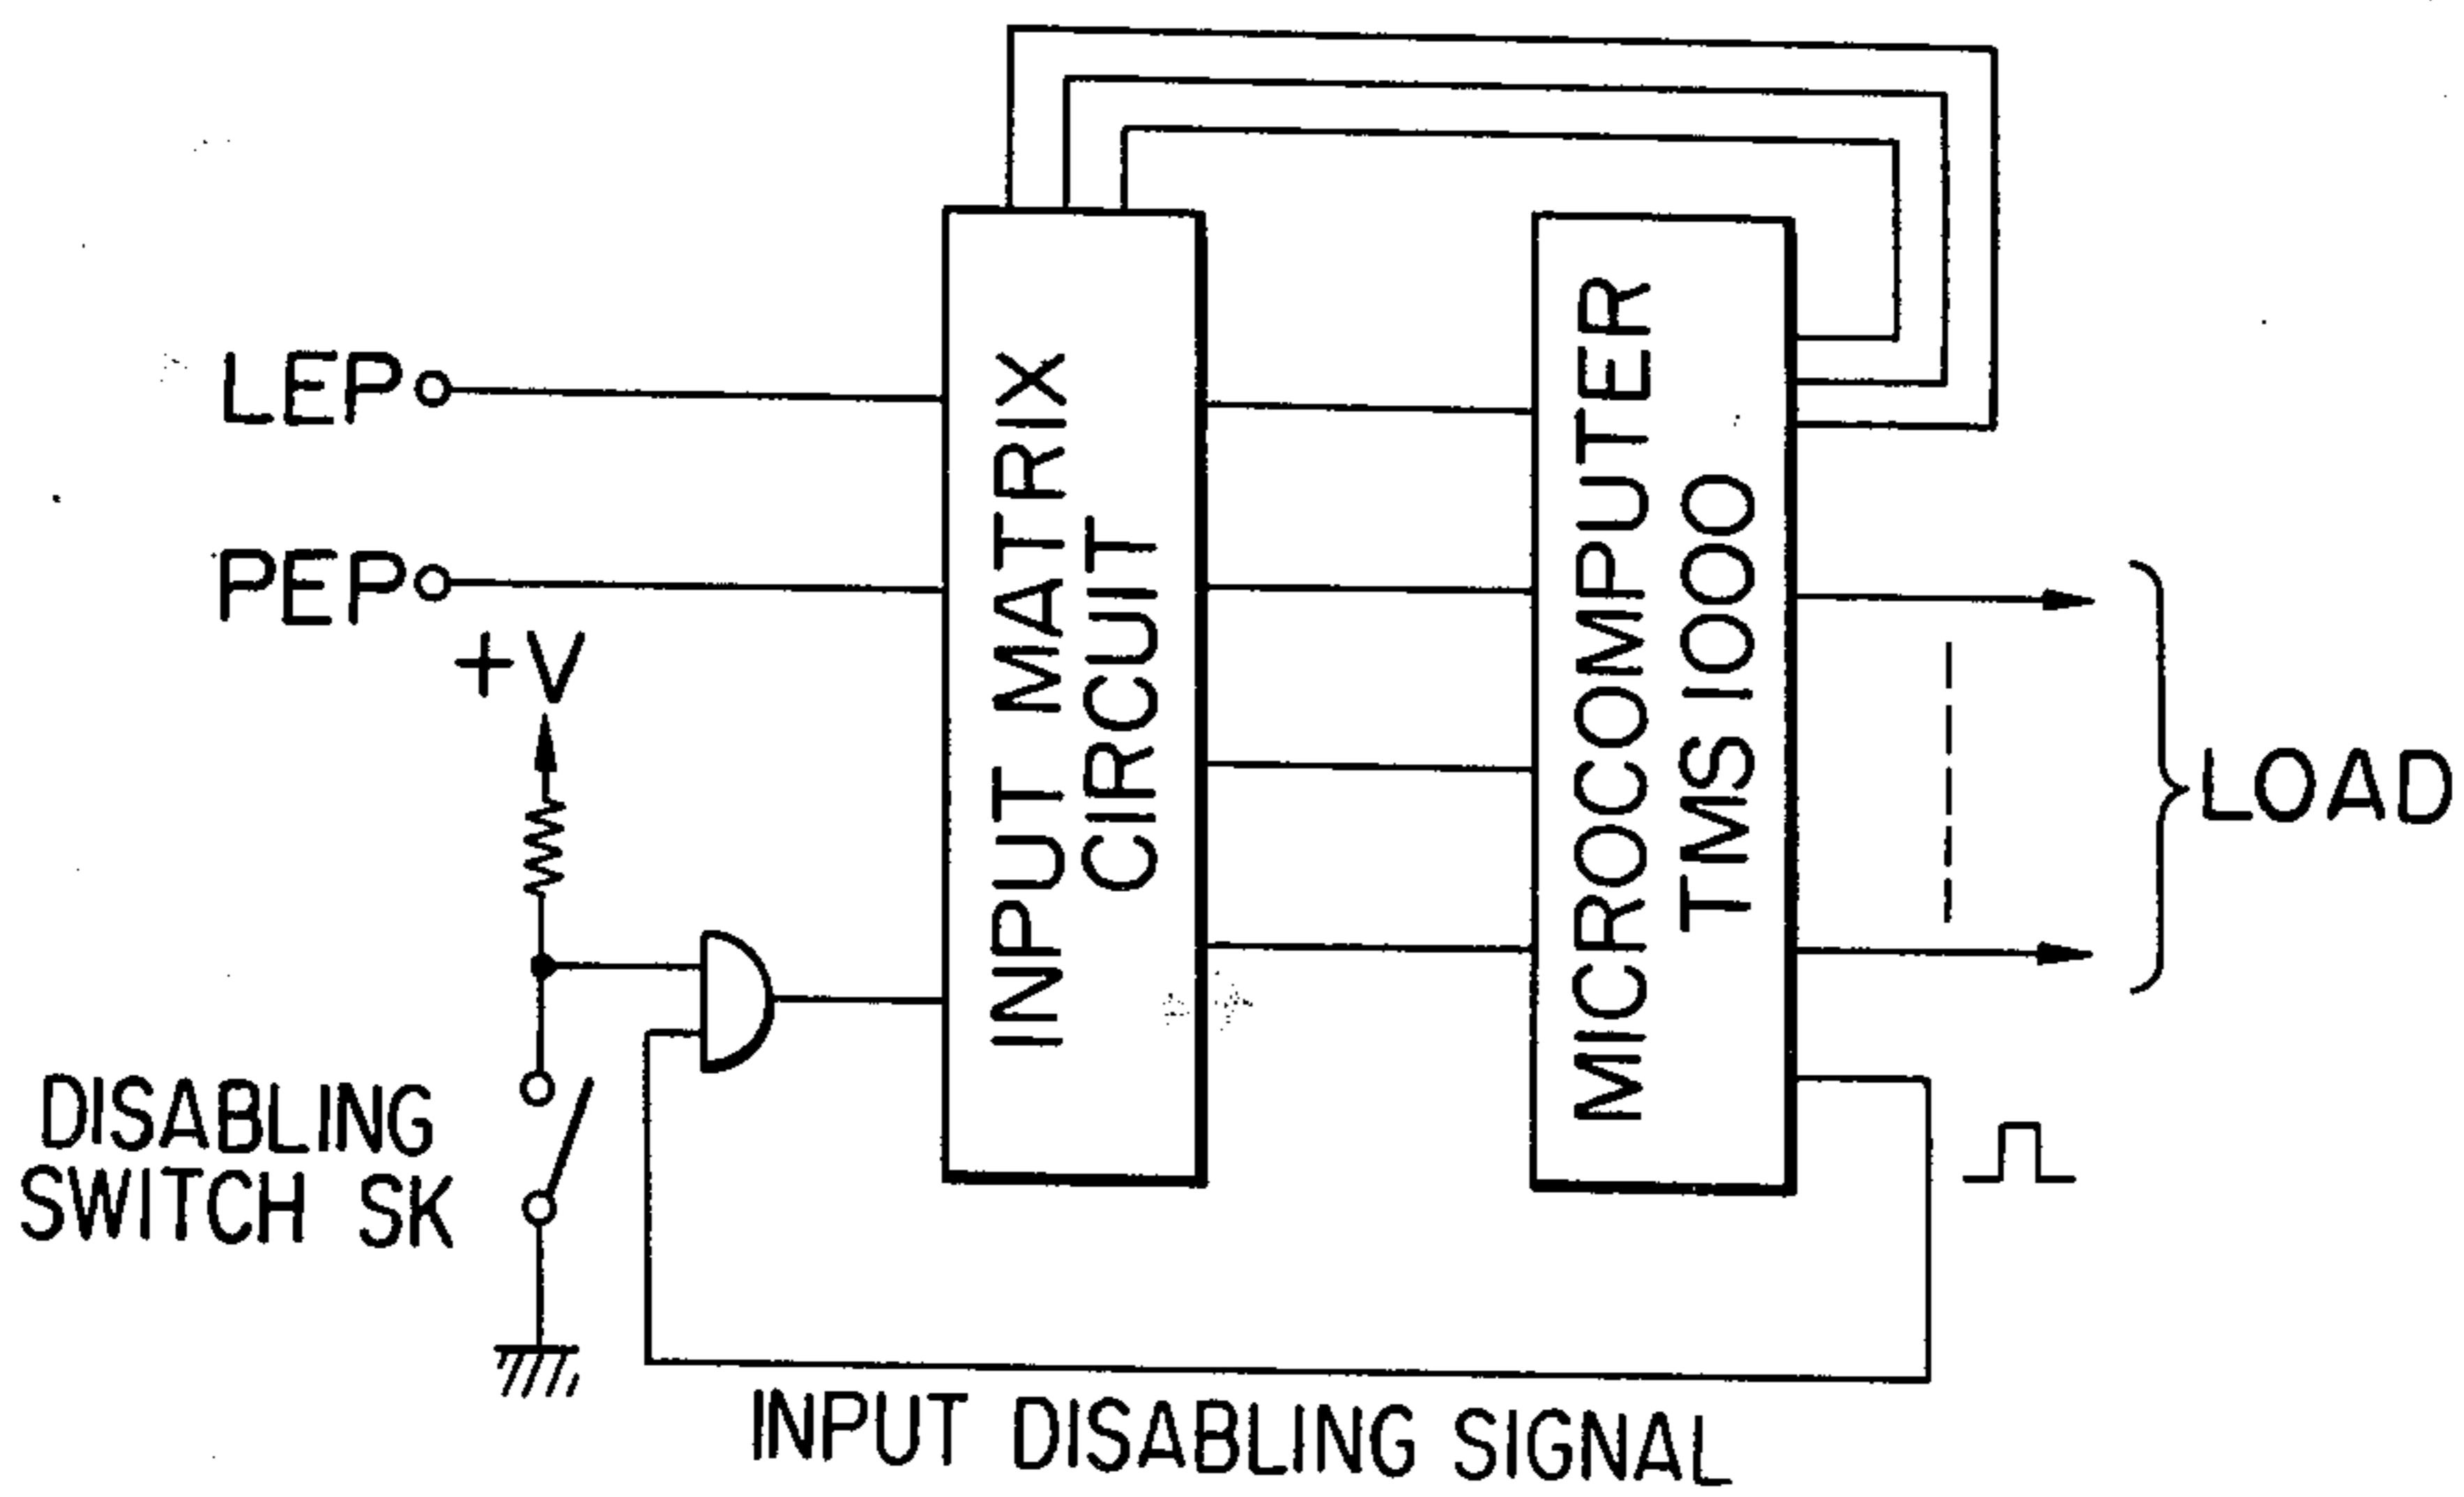 LEP
PEP
+V
INPUT MATRIX
CIRCUIT
MICROCOMPUTER
TMS 1000
LOAD
DISABLING
SWITCH SK
INPUT DISABLING SIGNAL